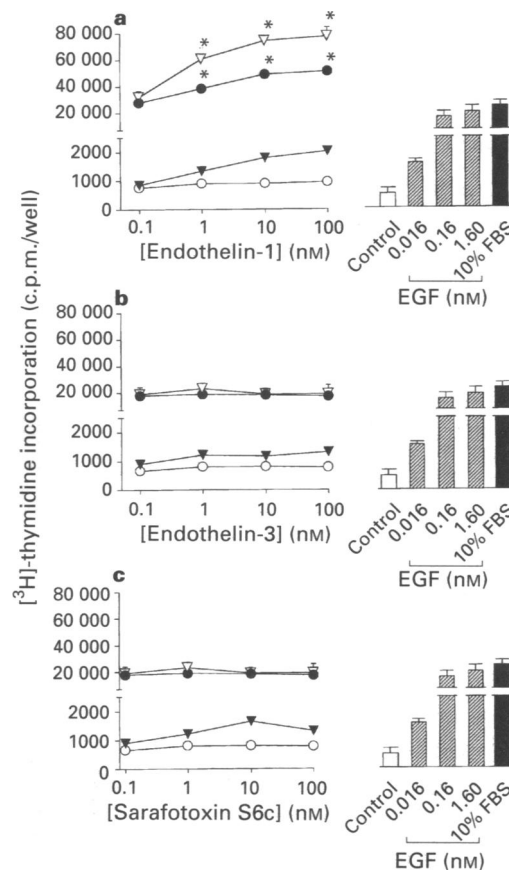 [³H]-thymidine incorporation (c.p.m./well)
a
80 000
60 000
40 000
20 000
2000
1000
0
0.1 1 10 100
[Endothelin-1] (nM)
* * *
* * *
Control 0.016 0.16 1.60 10% FBS
EGF (nM)
b
80 000
60 000
40 000
20 000
2000
1000
0
0.1 1 10 100
[Endothelin-3] (nM)
Control 0.016 0.16 1.60 10% FBS
EGF (nM)
c
80 000
60 000
40 000
20 000
2000
1000
0
0.1 1 10 100
[Sarafotoxin S6c] (nM)
Control 0.016 0.16 1.60 10% FBS
EGF (nM)